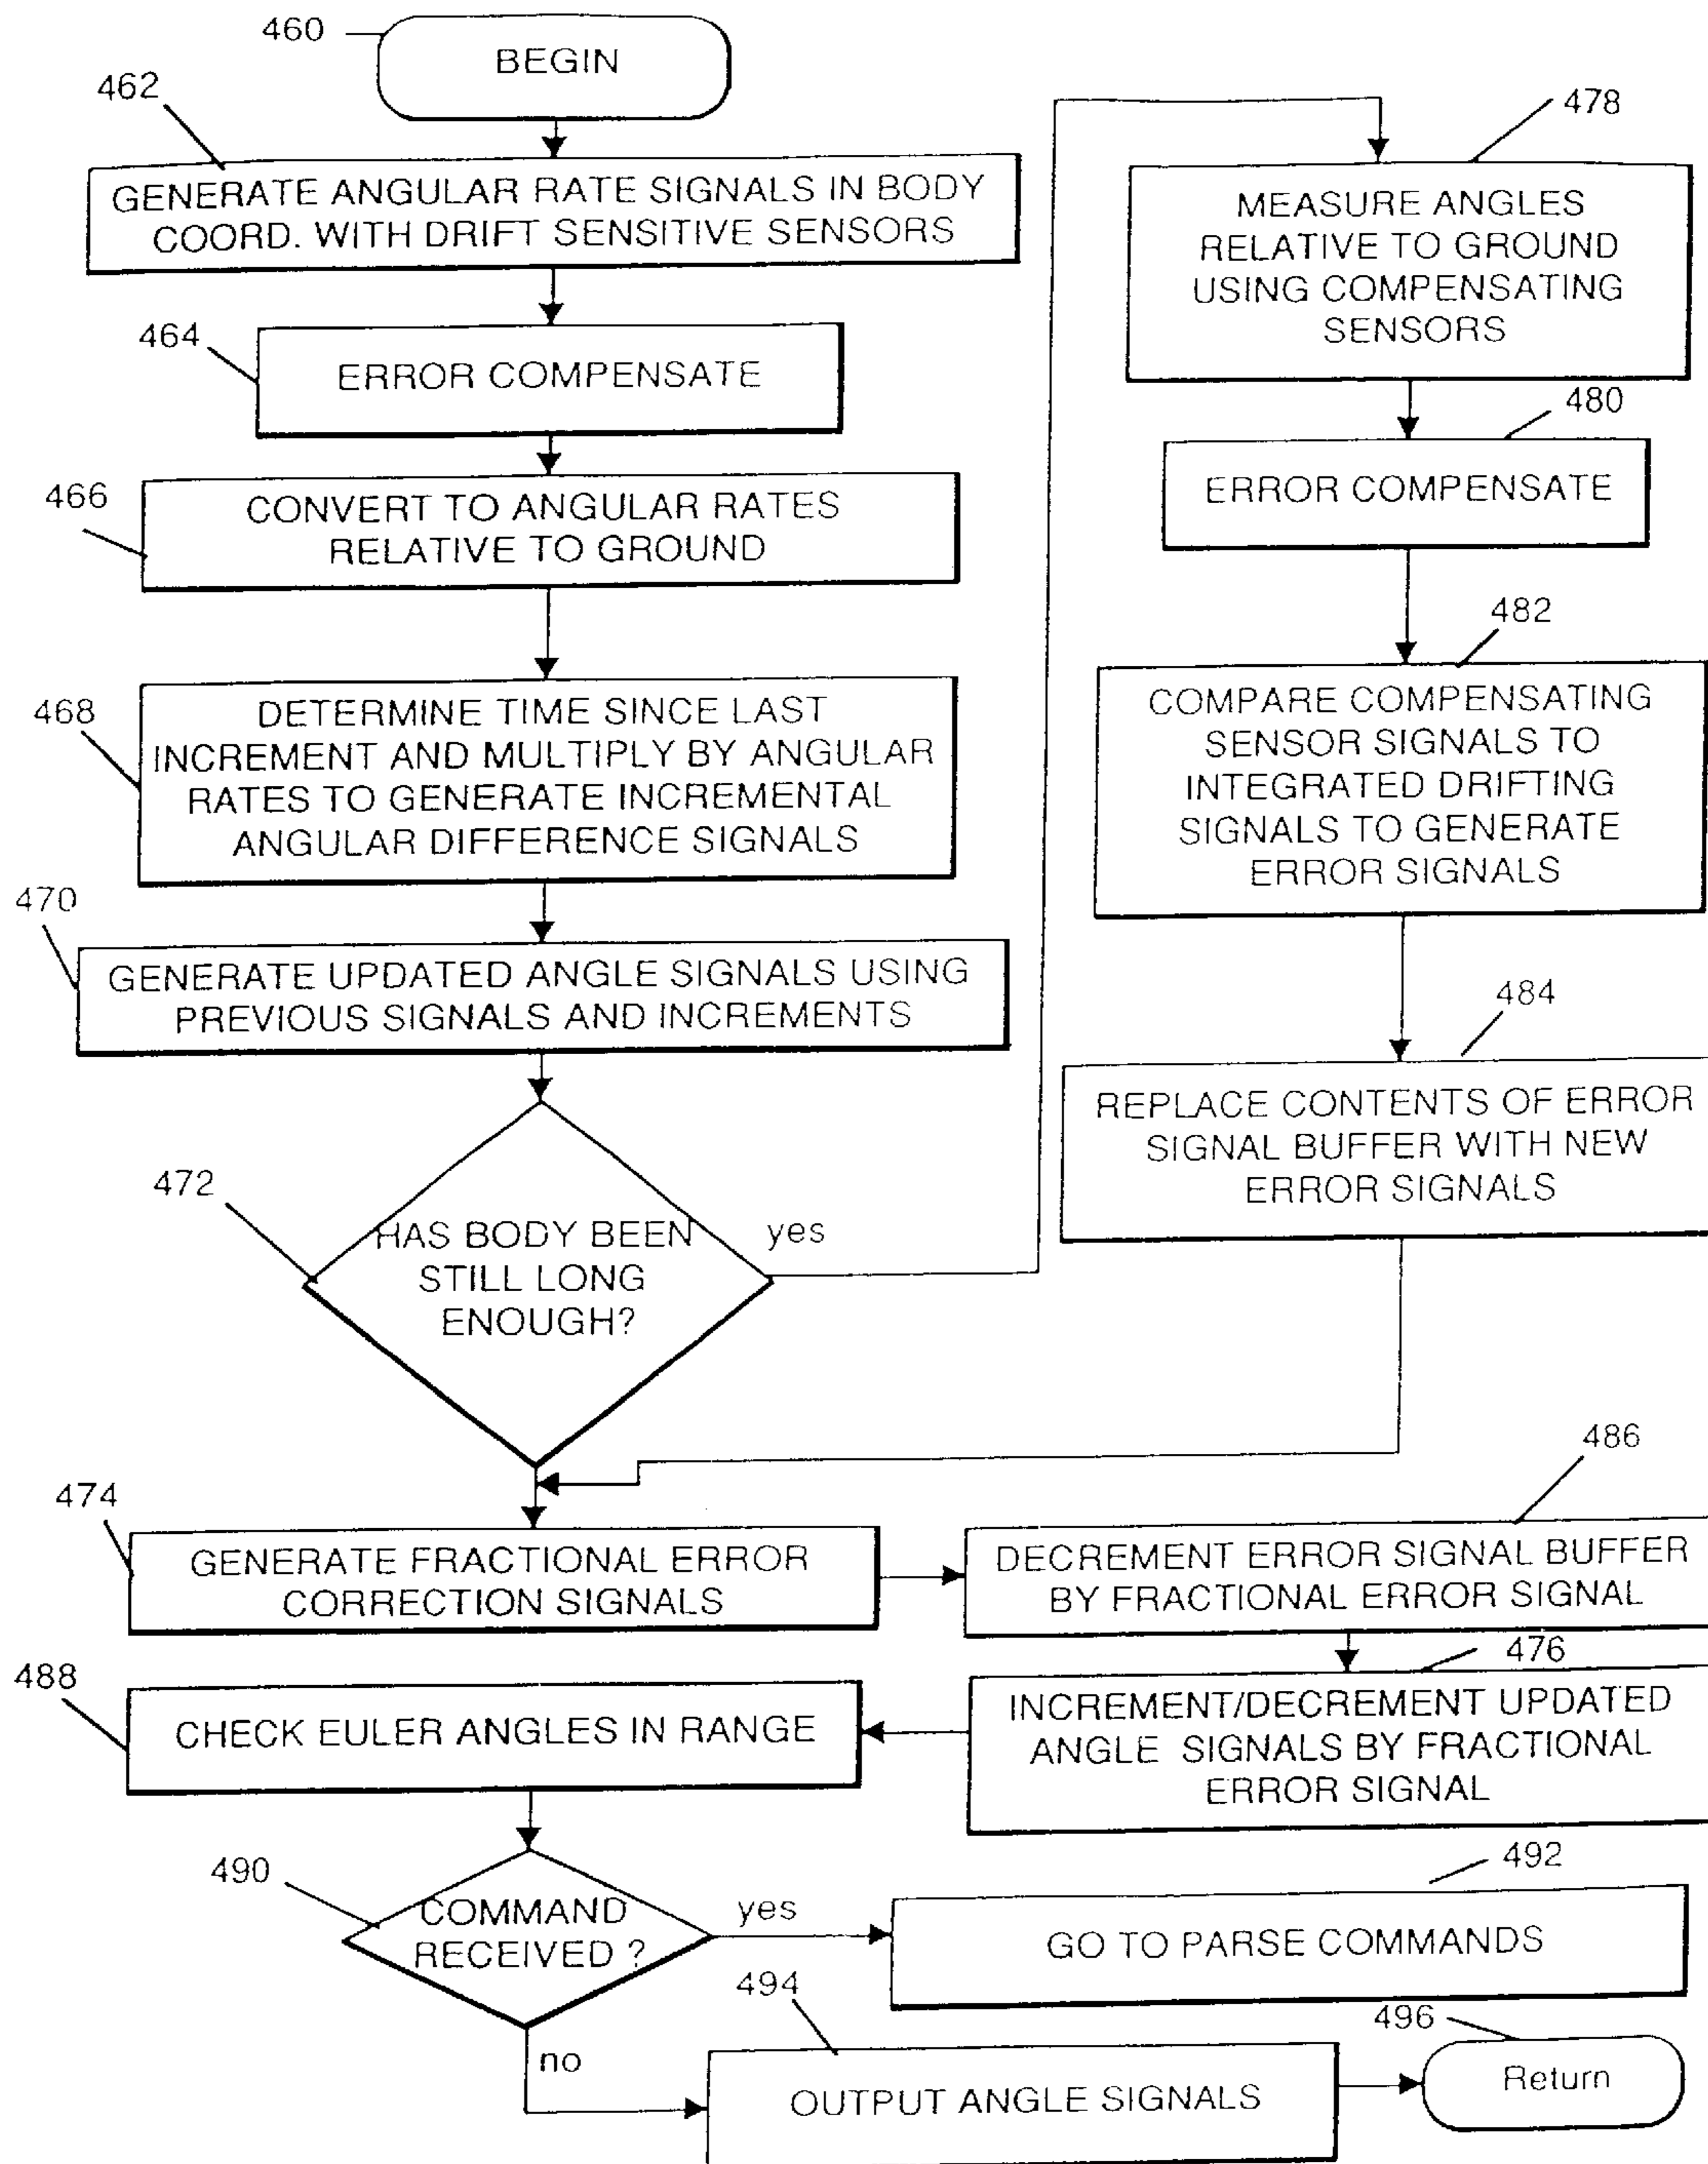 460
BEGIN
462
GENERATE ANGULAR RATE SIGNALS IN BODY
COORD. WITH DRIFT SENSITIVE SENSORS
464
ERROR COMPENSATE
466
CONVERT TO ANGULAR RATES
RELATIVE TO GROUND
468
DETERMINE TIME SINCE LAST
INCREMENT AND MULTIPLY BY ANGULAR
RATES TO GENERATE INCREMENTAL
ANGULAR DIFFERENCE SIGNALS
470
GENERATE UPDATED ANGLE SIGNALS USING
PREVIOUS SIGNALS AND INCREMENTS
472
HAS BODY BEEN
STILL LONG
ENOUGH?
yes
478
MEASURE ANGLES
RELATIVE TO GROUND
USING COMPENSATING
SENSORS
480
ERROR COMPENSATE
482
COMPARE COMPENSATING
SENSOR SIGNALS TO
INTEGRATED DRIFTING
SIGNALS TO GENERATE
ERROR SIGNALS
484
REPLACE CONTENTS OF ERROR
SIGNAL BUFFER WITH NEW
ERROR SIGNALS
474
GENERATE FRACTIONAL ERROR
CORRECTION SIGNALS
486
DECREMENT ERROR SIGNAL BUFFER
BY FRACTIONAL ERROR SIGNAL
476
INCREMENT/DECREMENT UPDATED
ANGLE SIGNALS BY FRACTIONAL
ERROR SIGNAL
488
CHECK EULER ANGLES IN RANGE
490
COMMAND
RECEIVED ?
yes
492
GO TO PARSE COMMANDS
no
494
OUTPUT ANGLE SIGNALS
496
Return